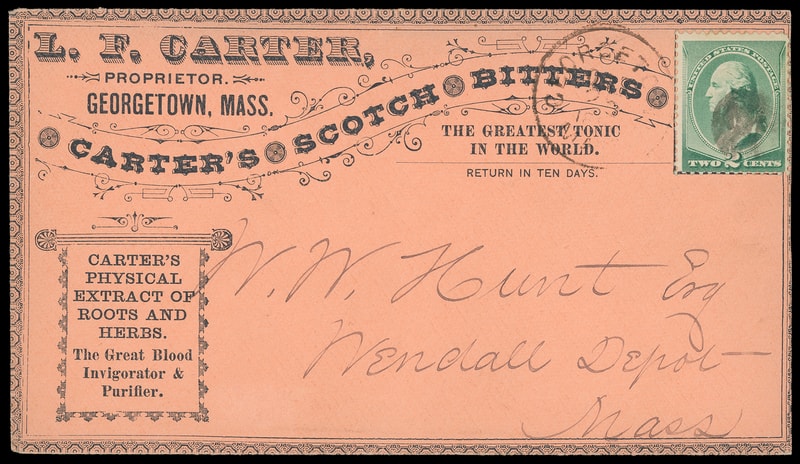 L. F. CARTER,
PROPRIETOR.
GEORGETOWN, MASS.
CARTER'S SCOTCH BITTERS
THE GREATEST TONIC
IN THE WORLD.
RETURN IN TEN DAYS.
UNITED STATES POSTAGE
TWO 2 CENTS
CARTER'S
PHYSICAL
EXTRACT OF
ROOTS AND
HERBS.
The Great Blood
Invigorator &
Purifier.
W. W. Hunt Esq
Wendall Depot
Mass